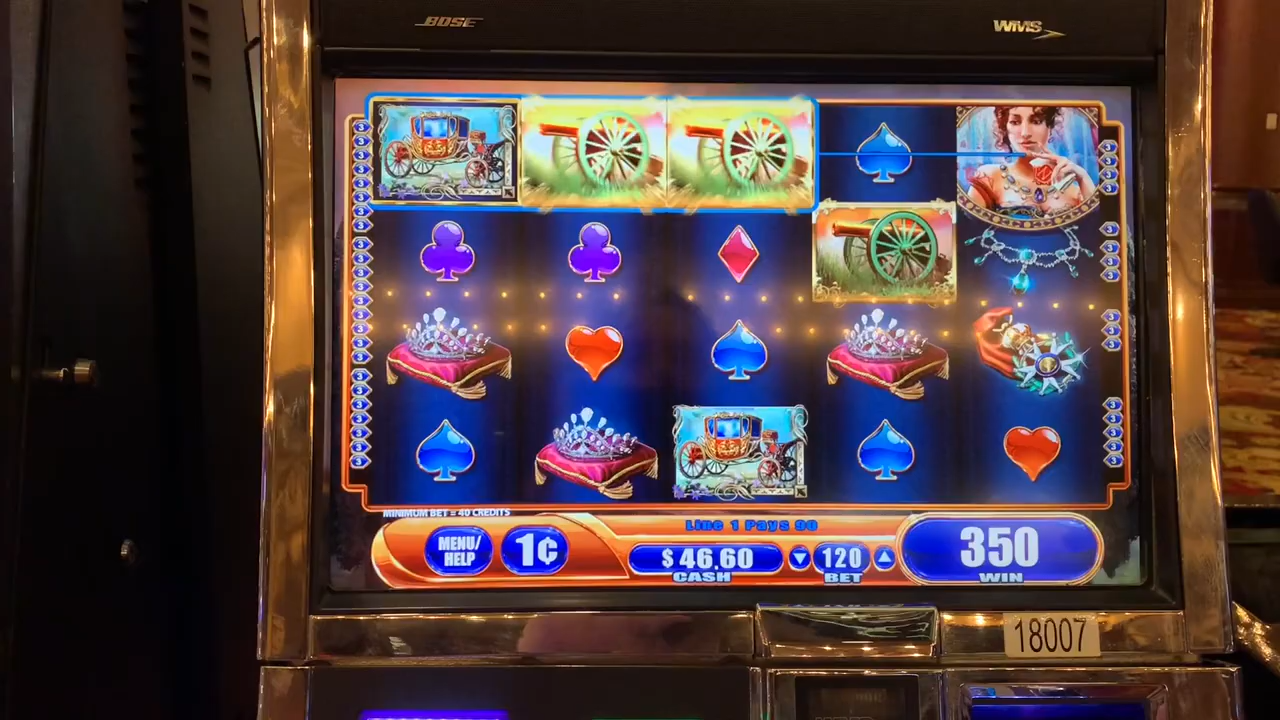 BOSE
WMS
MINIMUM BET = 40 CREDITS
Line 1 Pays 90
MENU/
HELP
1¢
$46.60
CASH
120
BET
350
WIN
18007